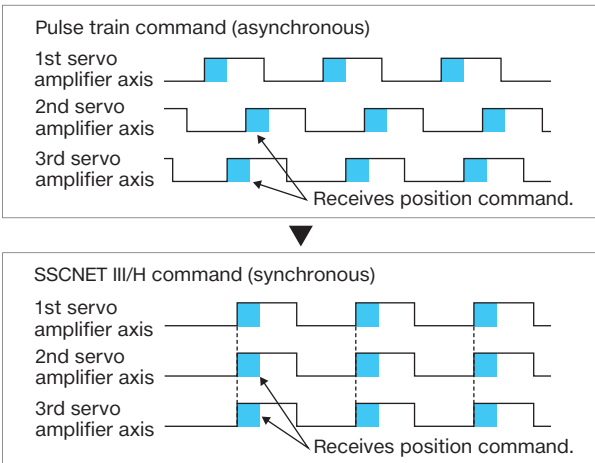 Pulse train command (asynchronous)
1st servo
amplifier axis
2nd servo
amplifier axis
3rd servo
amplifier axis
Receives position command.
SSCNET III/H command (synchronous)
1st servo
amplifier axis
2nd servo
amplifier axis
3rd servo
amplifier axis
Receives position command.